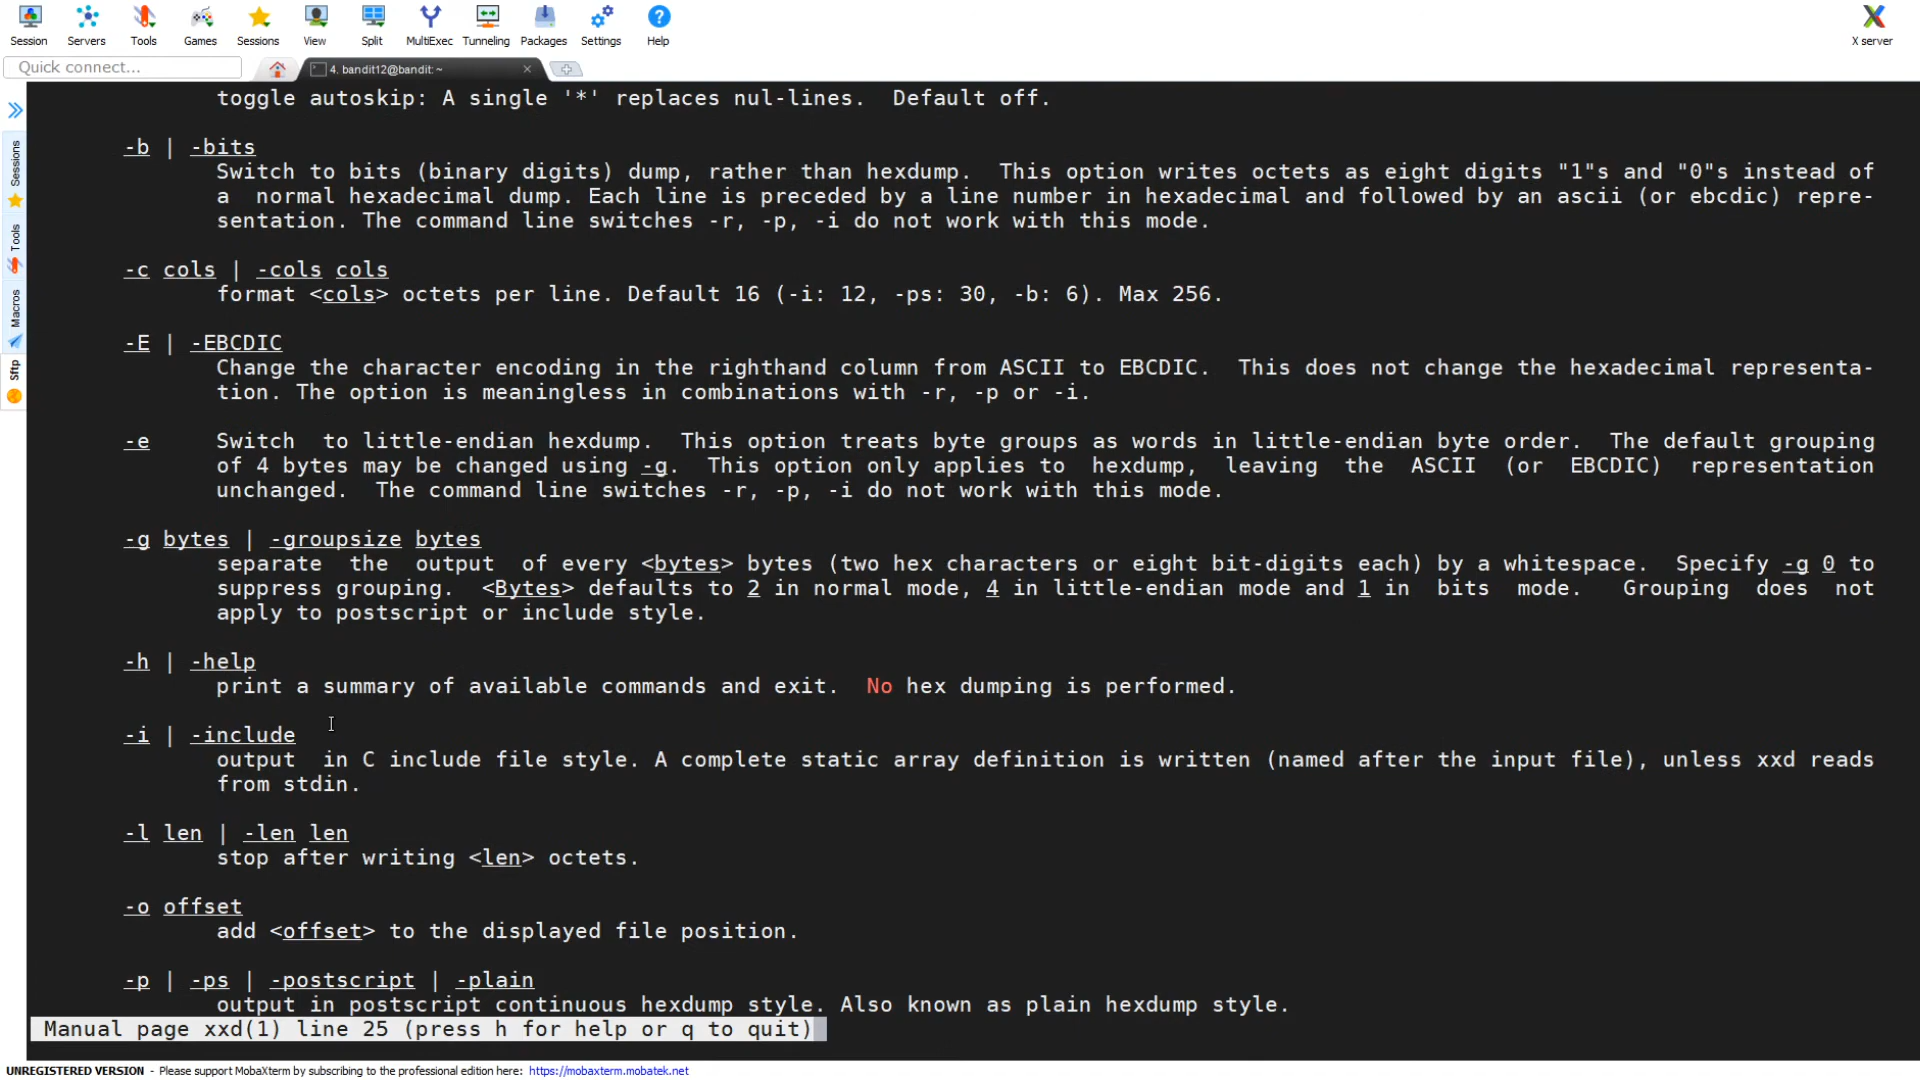 Session Servers Tools Games Sessions View Split MultiExec Tunneling Packages Settings Help X server
Quick connect... 4. bandit12@bandit: ~
toggle autoskip: A single '*' replaces nul-lines.  Default off.
-b | -bits
Switch to bits (binary digits) dump, rather than hexdump.  This option writes octets as eight digits "1"s and "0"s instead of
a  normal hexadecimal dump. Each line is preceded by a line number in hexadecimal and followed by an ascii (or ebcdic) repre-
sentation. The command line switches -r, -p, -i do not work with this mode.
-c cols | -cols cols
format <cols> octets per line. Default 16 (-i: 12, -ps: 30, -b: 6). Max 256.
-E | -EBCDIC
Change the character encoding in the righthand column from ASCII to EBCDIC.  This does not change the hexadecimal representa-
tion. The option is meaningless in combinations with -r, -p or -i.
-e Switch  to little-endian hexdump.  This option treats byte groups as words in little-endian byte order.  The default grouping
of 4 bytes may be changed using -g.  This option only applies to  hexdump,  leaving  the  ASCII  (or  EBCDIC)  representation
unchanged.  The command line switches -r, -p, -i do not work with this mode.
-g bytes | -groupsize bytes
separate  the  output  of every <bytes> bytes (two hex characters or eight bit-digits each) by a whitespace.  Specify -g 0 to
suppress grouping.  <Bytes> defaults to 2 in normal mode, 4 in little-endian mode and 1 in  bits  mode.   Grouping  does  not
apply to postscript or include style.
-h | -help
print a summary of available commands and exit.  No hex dumping is performed.
-i | -include
output  in C include file style. A complete static array definition is written (named after the input file), unless xxd reads
from stdin.
-l len | -len len
stop after writing <len> octets.
-o offset
add <offset> to the displayed file position.
-p | -ps | -postscript | -plain
output in postscript continuous hexdump style. Also known as plain hexdump style.
Manual page xxd(1) line 25 (press h for help or q to quit)
Sessions
Tools
Macros
Sftp
UNREGISTERED VERSION - Please support MobaXterm by subscribing to the professional edition here: https://mobaxterm.mobatek.net